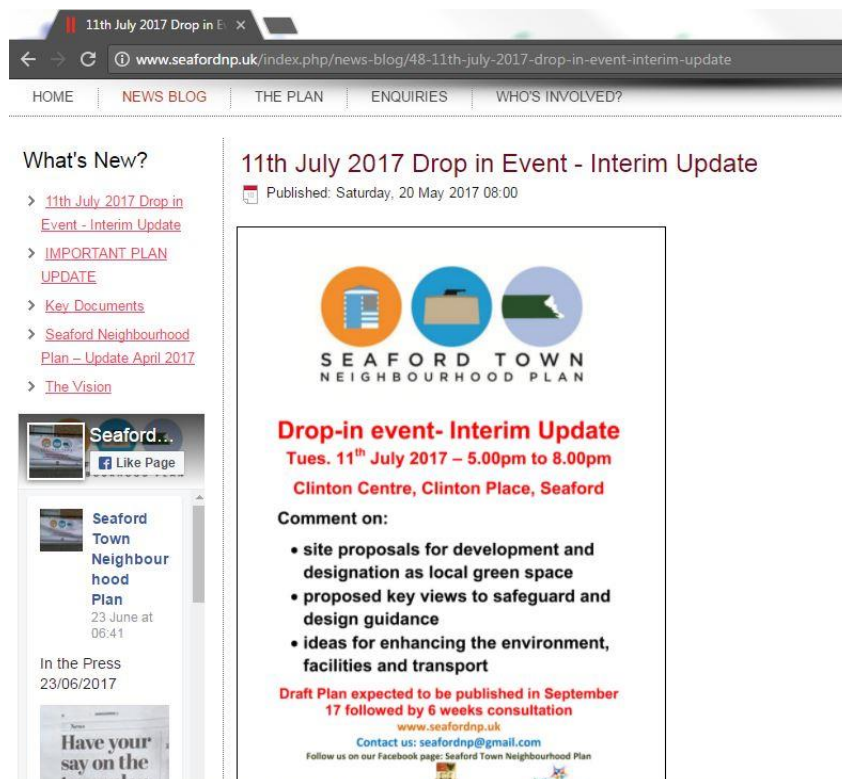 11th July 2017 Drop in E
www.seafordnp.uk/index.php/news-blog/48-11th-july-2017-drop-in-event-interim-update
HOME NEWS BLOG THE PLAN ENQUIRIES WHO'S INVOLVED?
What's New?
11th July 2017 Drop in
Event - Interim Update
IMPORTANT PLAN
UPDATE
Key Documents
Seaford Neighbourhood
Plan – Update April 2017
The Vision
Seaford...
Like Page
Seaford
Town
Neighbour
hood
Plan
23 June at
06:41
In the Press
23/06/2017
News
Have your
say on the
11th July 2017 Drop in Event - Interim Update
Published: Saturday, 20 May 2017 08:00
SEAFORD TOWN
NEIGHBOURHOOD PLAN
Drop-in event- Interim Update
Tues. 11th July 2017 – 5.00pm to 8.00pm
Clinton Centre, Clinton Place, Seaford
Comment on:
• site proposals for development and
designation as local green space
• proposed key views to safeguard and
design guidance
• ideas for enhancing the environment,
facilities and transport
Draft Plan expected to be published in September
17 followed by 6 weeks consultation
www.seafordnp.uk
Contact us: seafordnp@gmail.com
Follow us on our Facebook page: Seaford Town Neighbourhood Plan